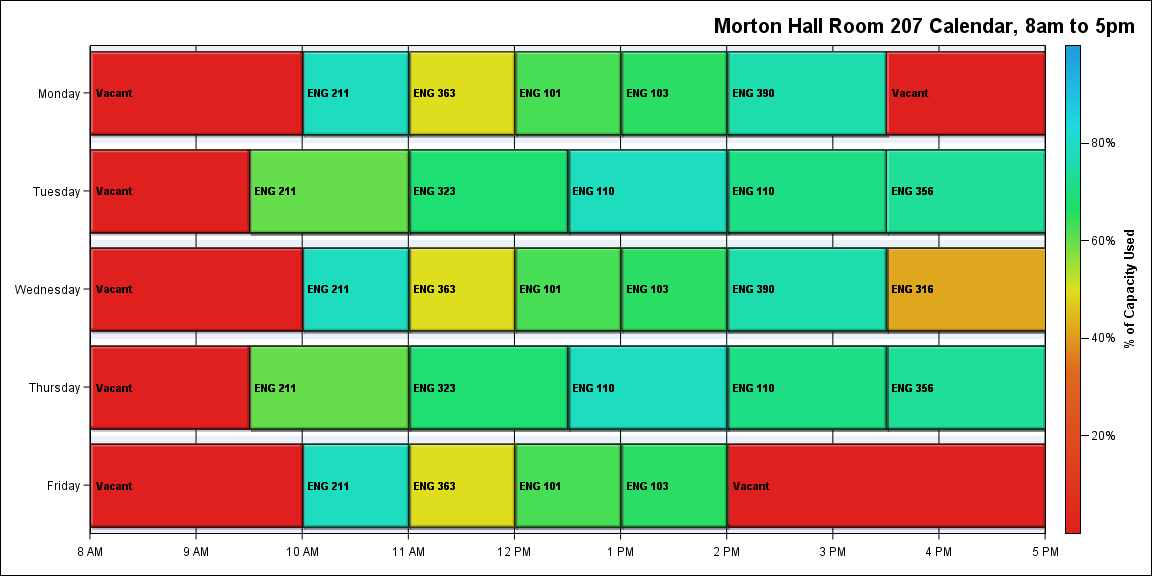 Morton Hall Room 207 Calendar, 8am to 5pm
Monday
Vacant
ENG 211
ENG 363
ENG 101
ENG 103
ENG 390
Vacant
Tuesday
Vacant
ENG 211
ENG 323
ENG 110
ENG 110
ENG 356
Wednesday
Vacant
ENG 211
ENG 363
ENG 101
ENG 103
ENG 390
ENG 316
Thursday
Vacant
ENG 211
ENG 323
ENG 110
ENG 110
ENG 356
Friday
Vacant
ENG 211
ENG 363
ENG 101
ENG 103
Vacant
8 AM
9 AM
10 AM
11 AM
12 PM
1 PM
2 PM
3 PM
4 PM
5 PM
80%
60%
40%
20%
% of Capacity Used